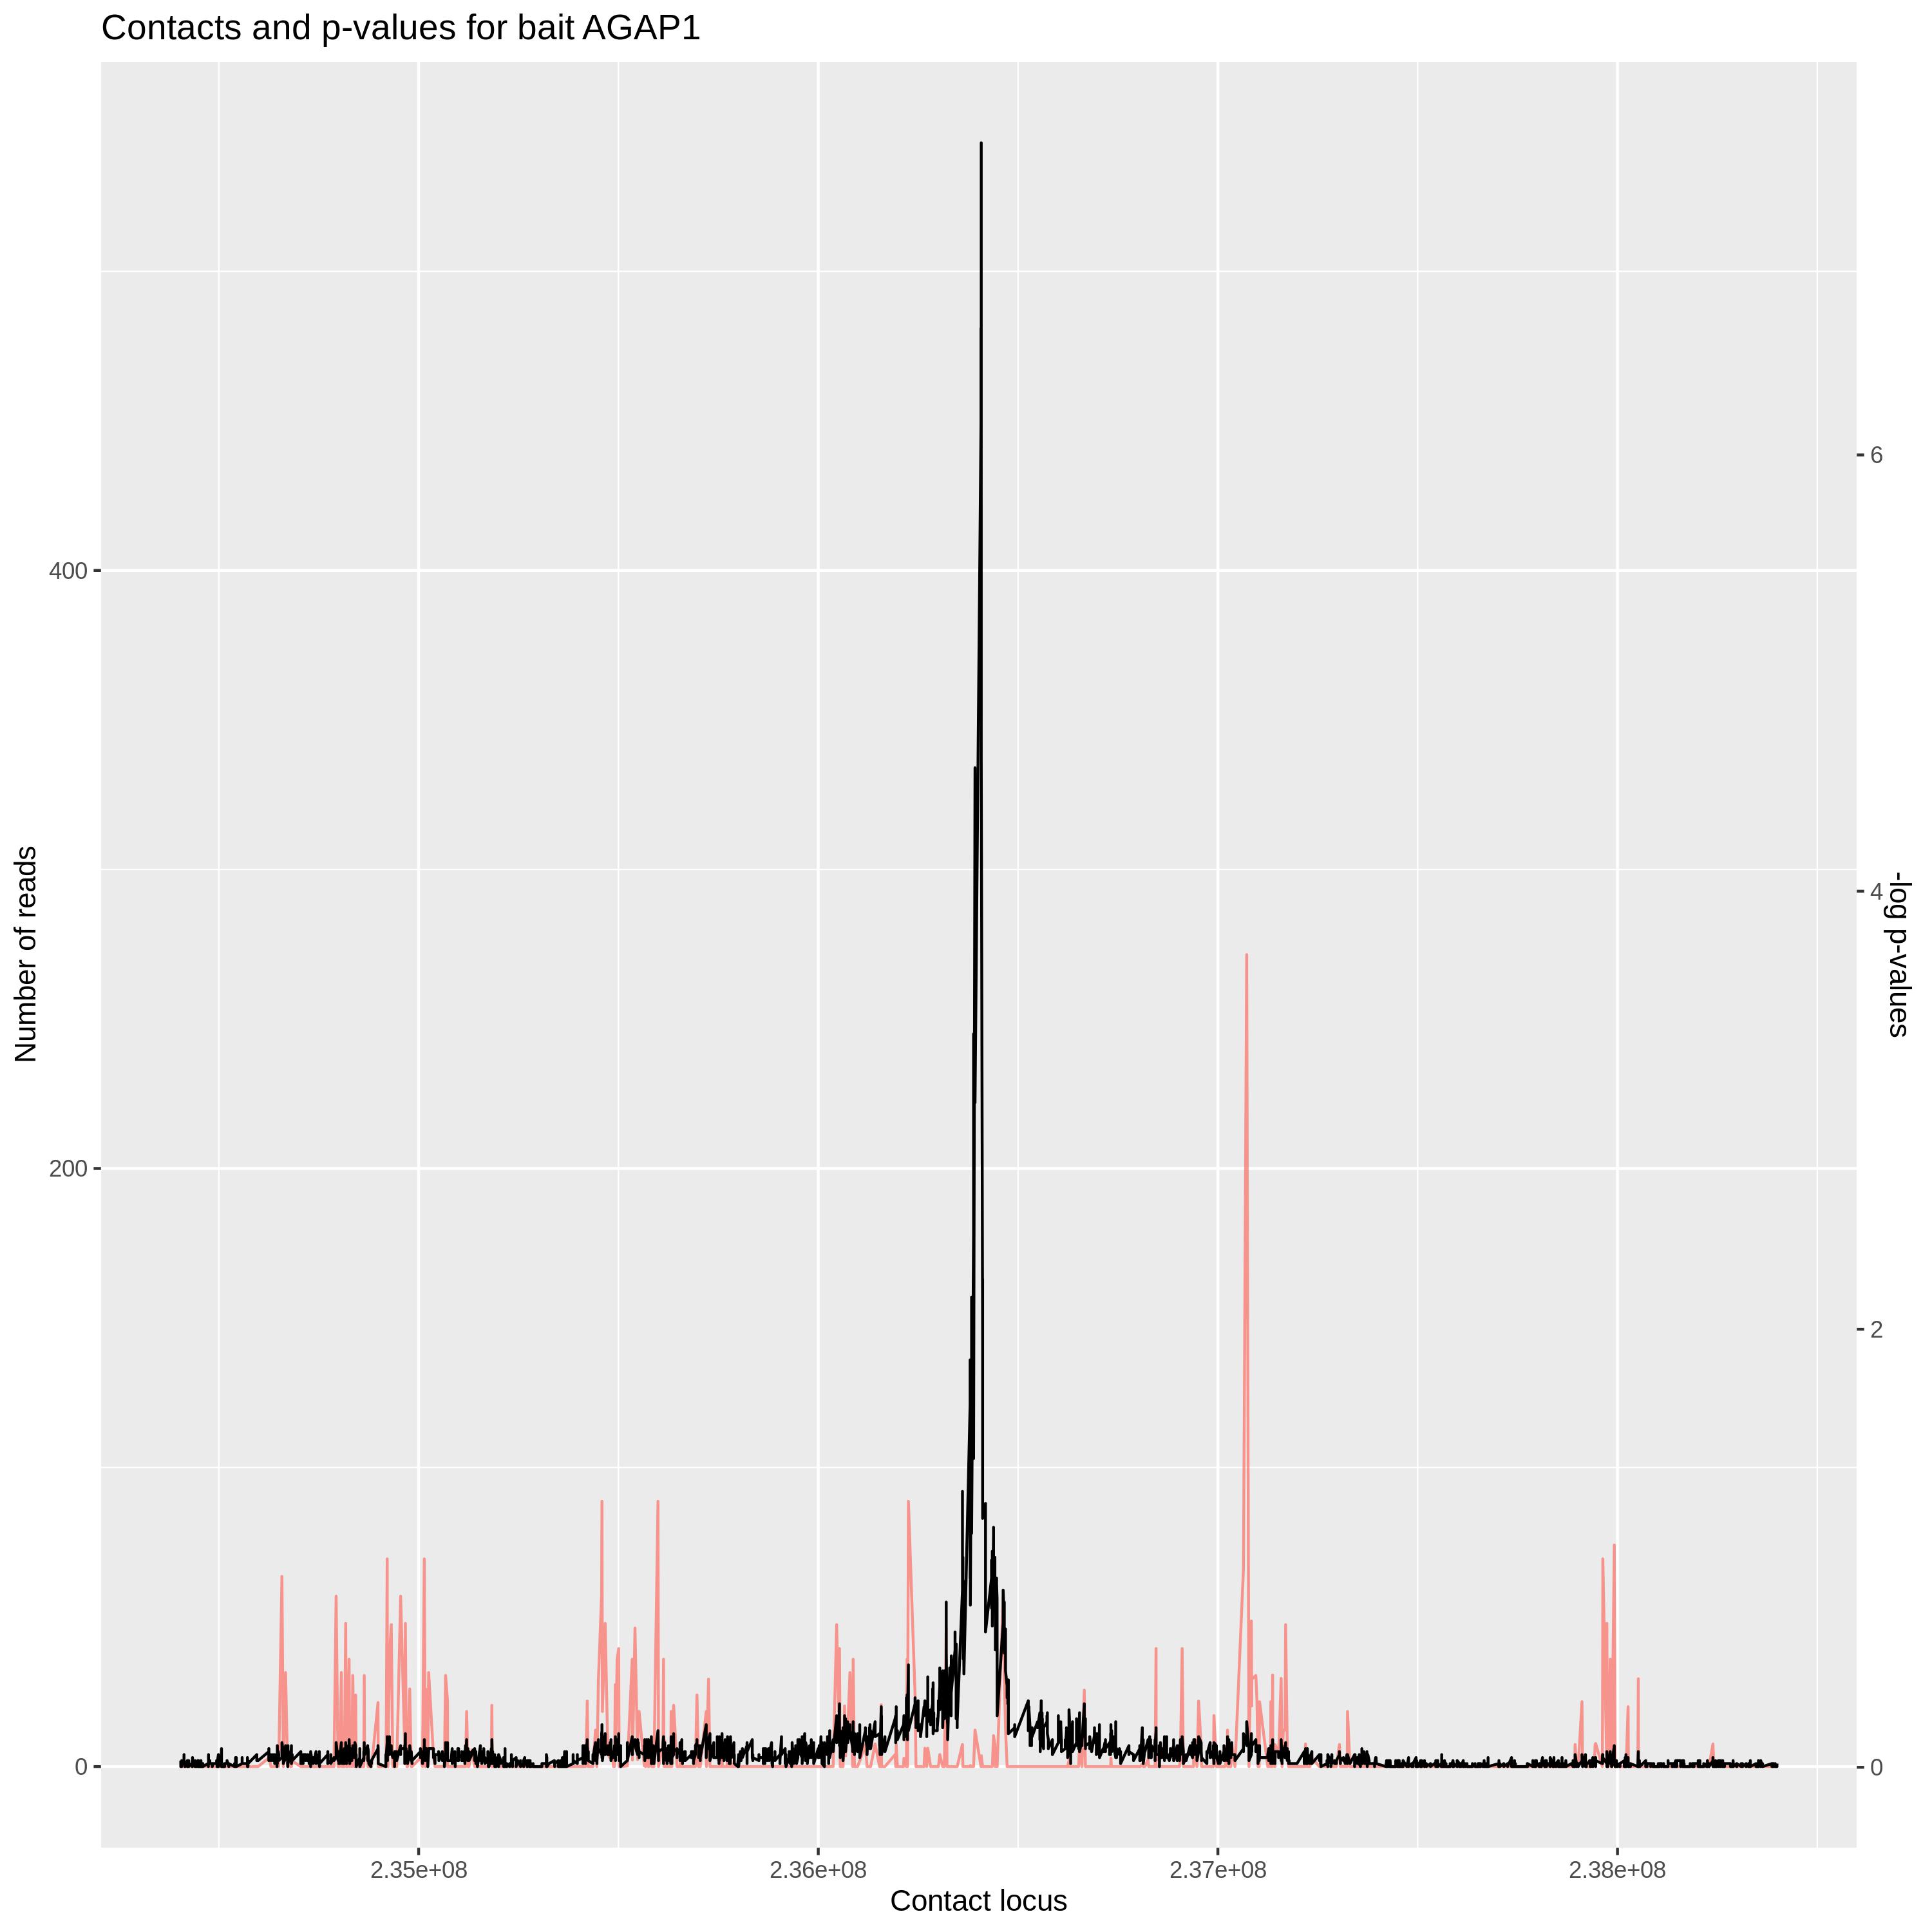 Contacts and p-values for bait AGAP1
Number of reads
400
200
0
6
4
2
0
-log p-values
2.35e+08
2.36e+08
2.37e+08
2.38e+08
Contact locus